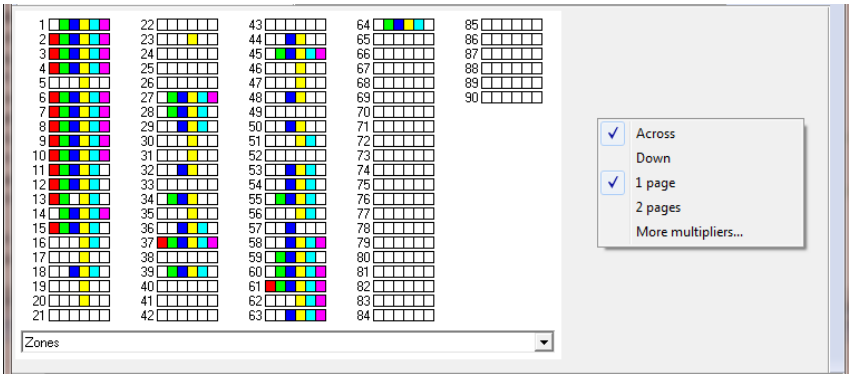 1 22 43 64 85
2 23 44 65 86
3 24 45 66 87
4 25 46 67 88
5 26 47 68 89
6 27 48 69 90
7 28 49 70
8 29 50 71
9 30 51 72
10 31 52 73
11 32 53 74
12 33 54 75
13 34 55 76
14 35 56 77
15 36 57 78
16 37 58 79
17 38 59 80
18 39 60 81
19 40 61 82
20 41 62 83
21 42 63 84
Zones
Across
Down
1 page
2 pages
More multipliers...